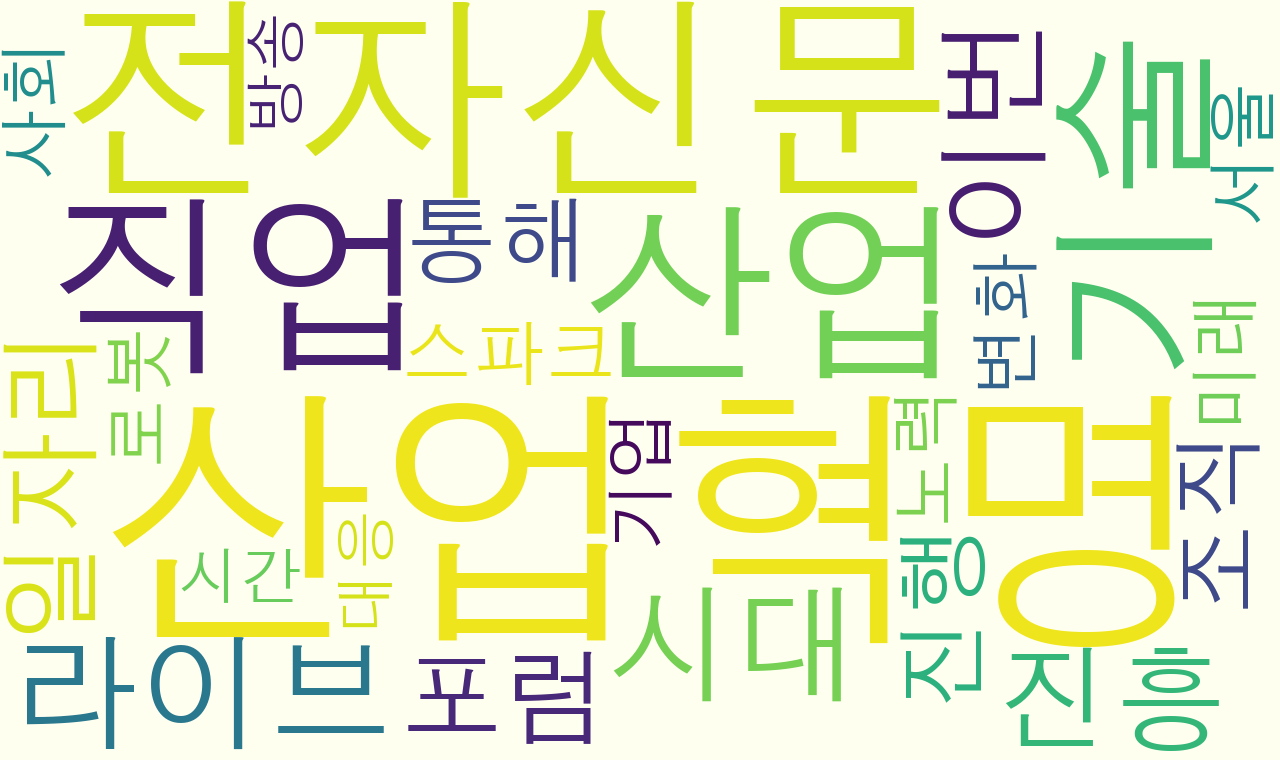 전자신문
방송
사회
이번
기술
서울
직업
통해
산업
변화
미래
스파크
로봇
일자리
산업혁명
기업
노력
조직
시간
대응
시대
진행
라이브
포럼
진흥